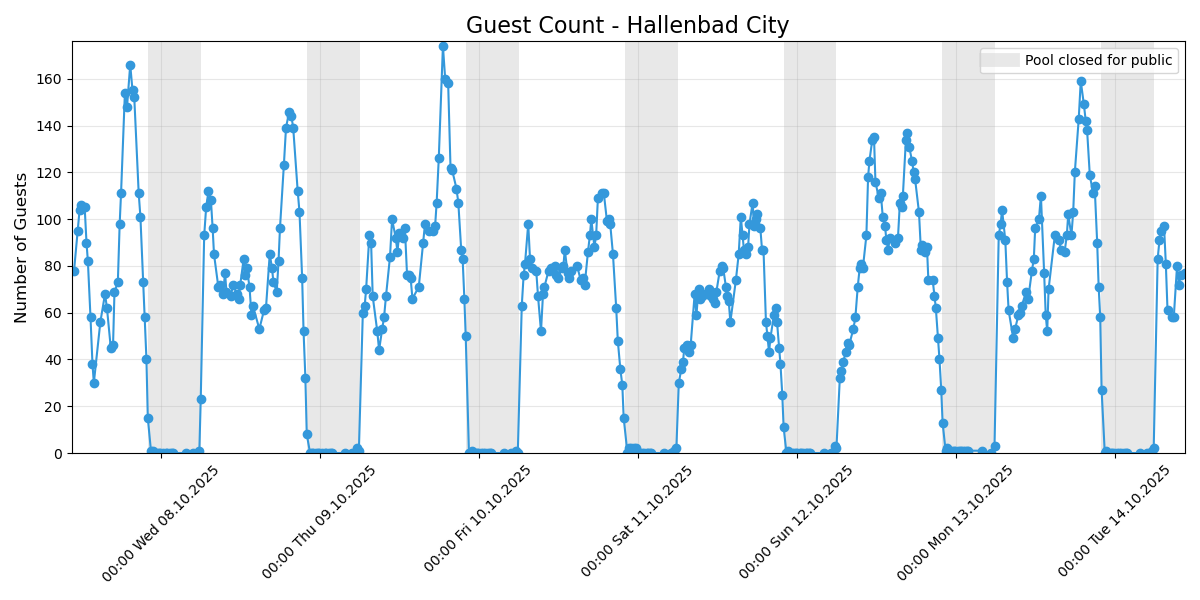 Guest Count - Hallenbad City
Pool closed for public
Number of Guests
160
140
120
100
80
60
40
20
0
00:00 Wed 08.10.2025
00:00 Thu 09.10.2025
00:00 Fri 10.10.2025
00:00 Sat 11.10.2025
00:00 Sun 12.10.2025
00:00 Mon 13.10.2025
00:00 Tue 14.10.2025